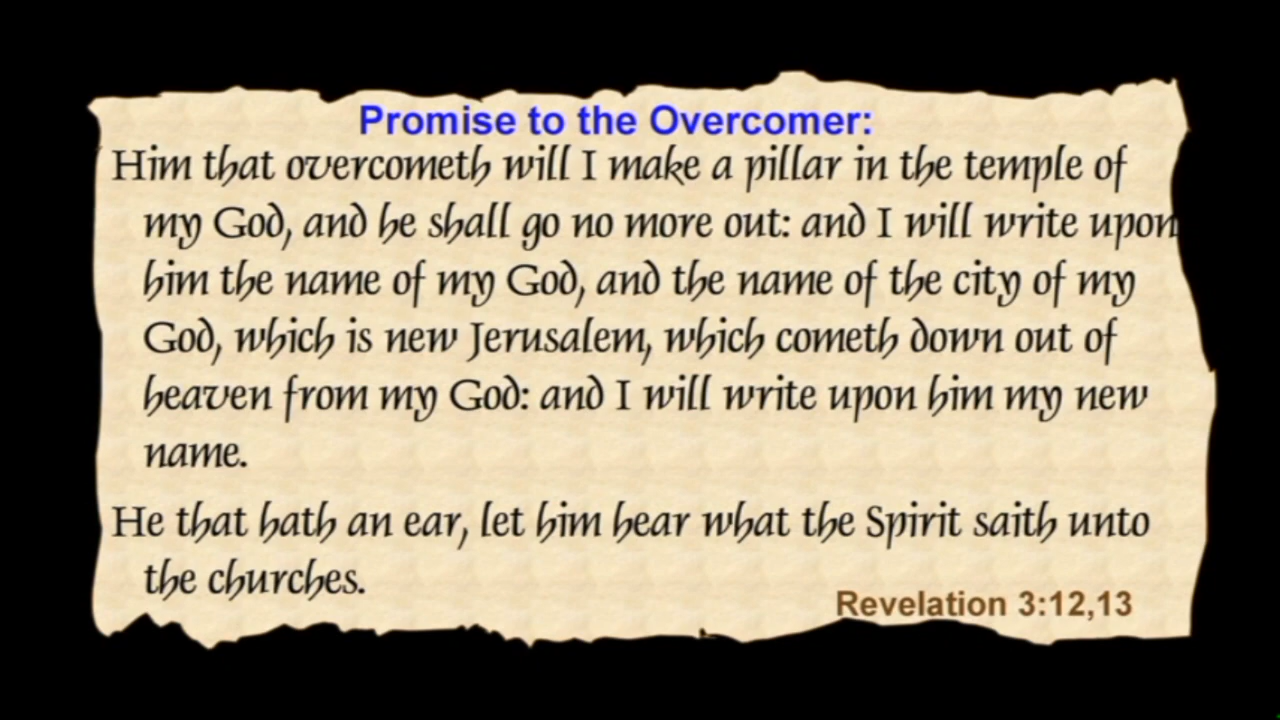 Promise to the Overcomer:
Him that overcometh will I make a pillar in the temple of
my God, and he shall go no more out: and I will write upon
him the name of my God, and the name of the city of my
God, which is new Jerusalem, which cometh down out of
heaven from my God: and I will write upon him my new
name.
He that hath an ear, let him hear what the Spirit saith unto
the churches.
Revelation 3:12,13